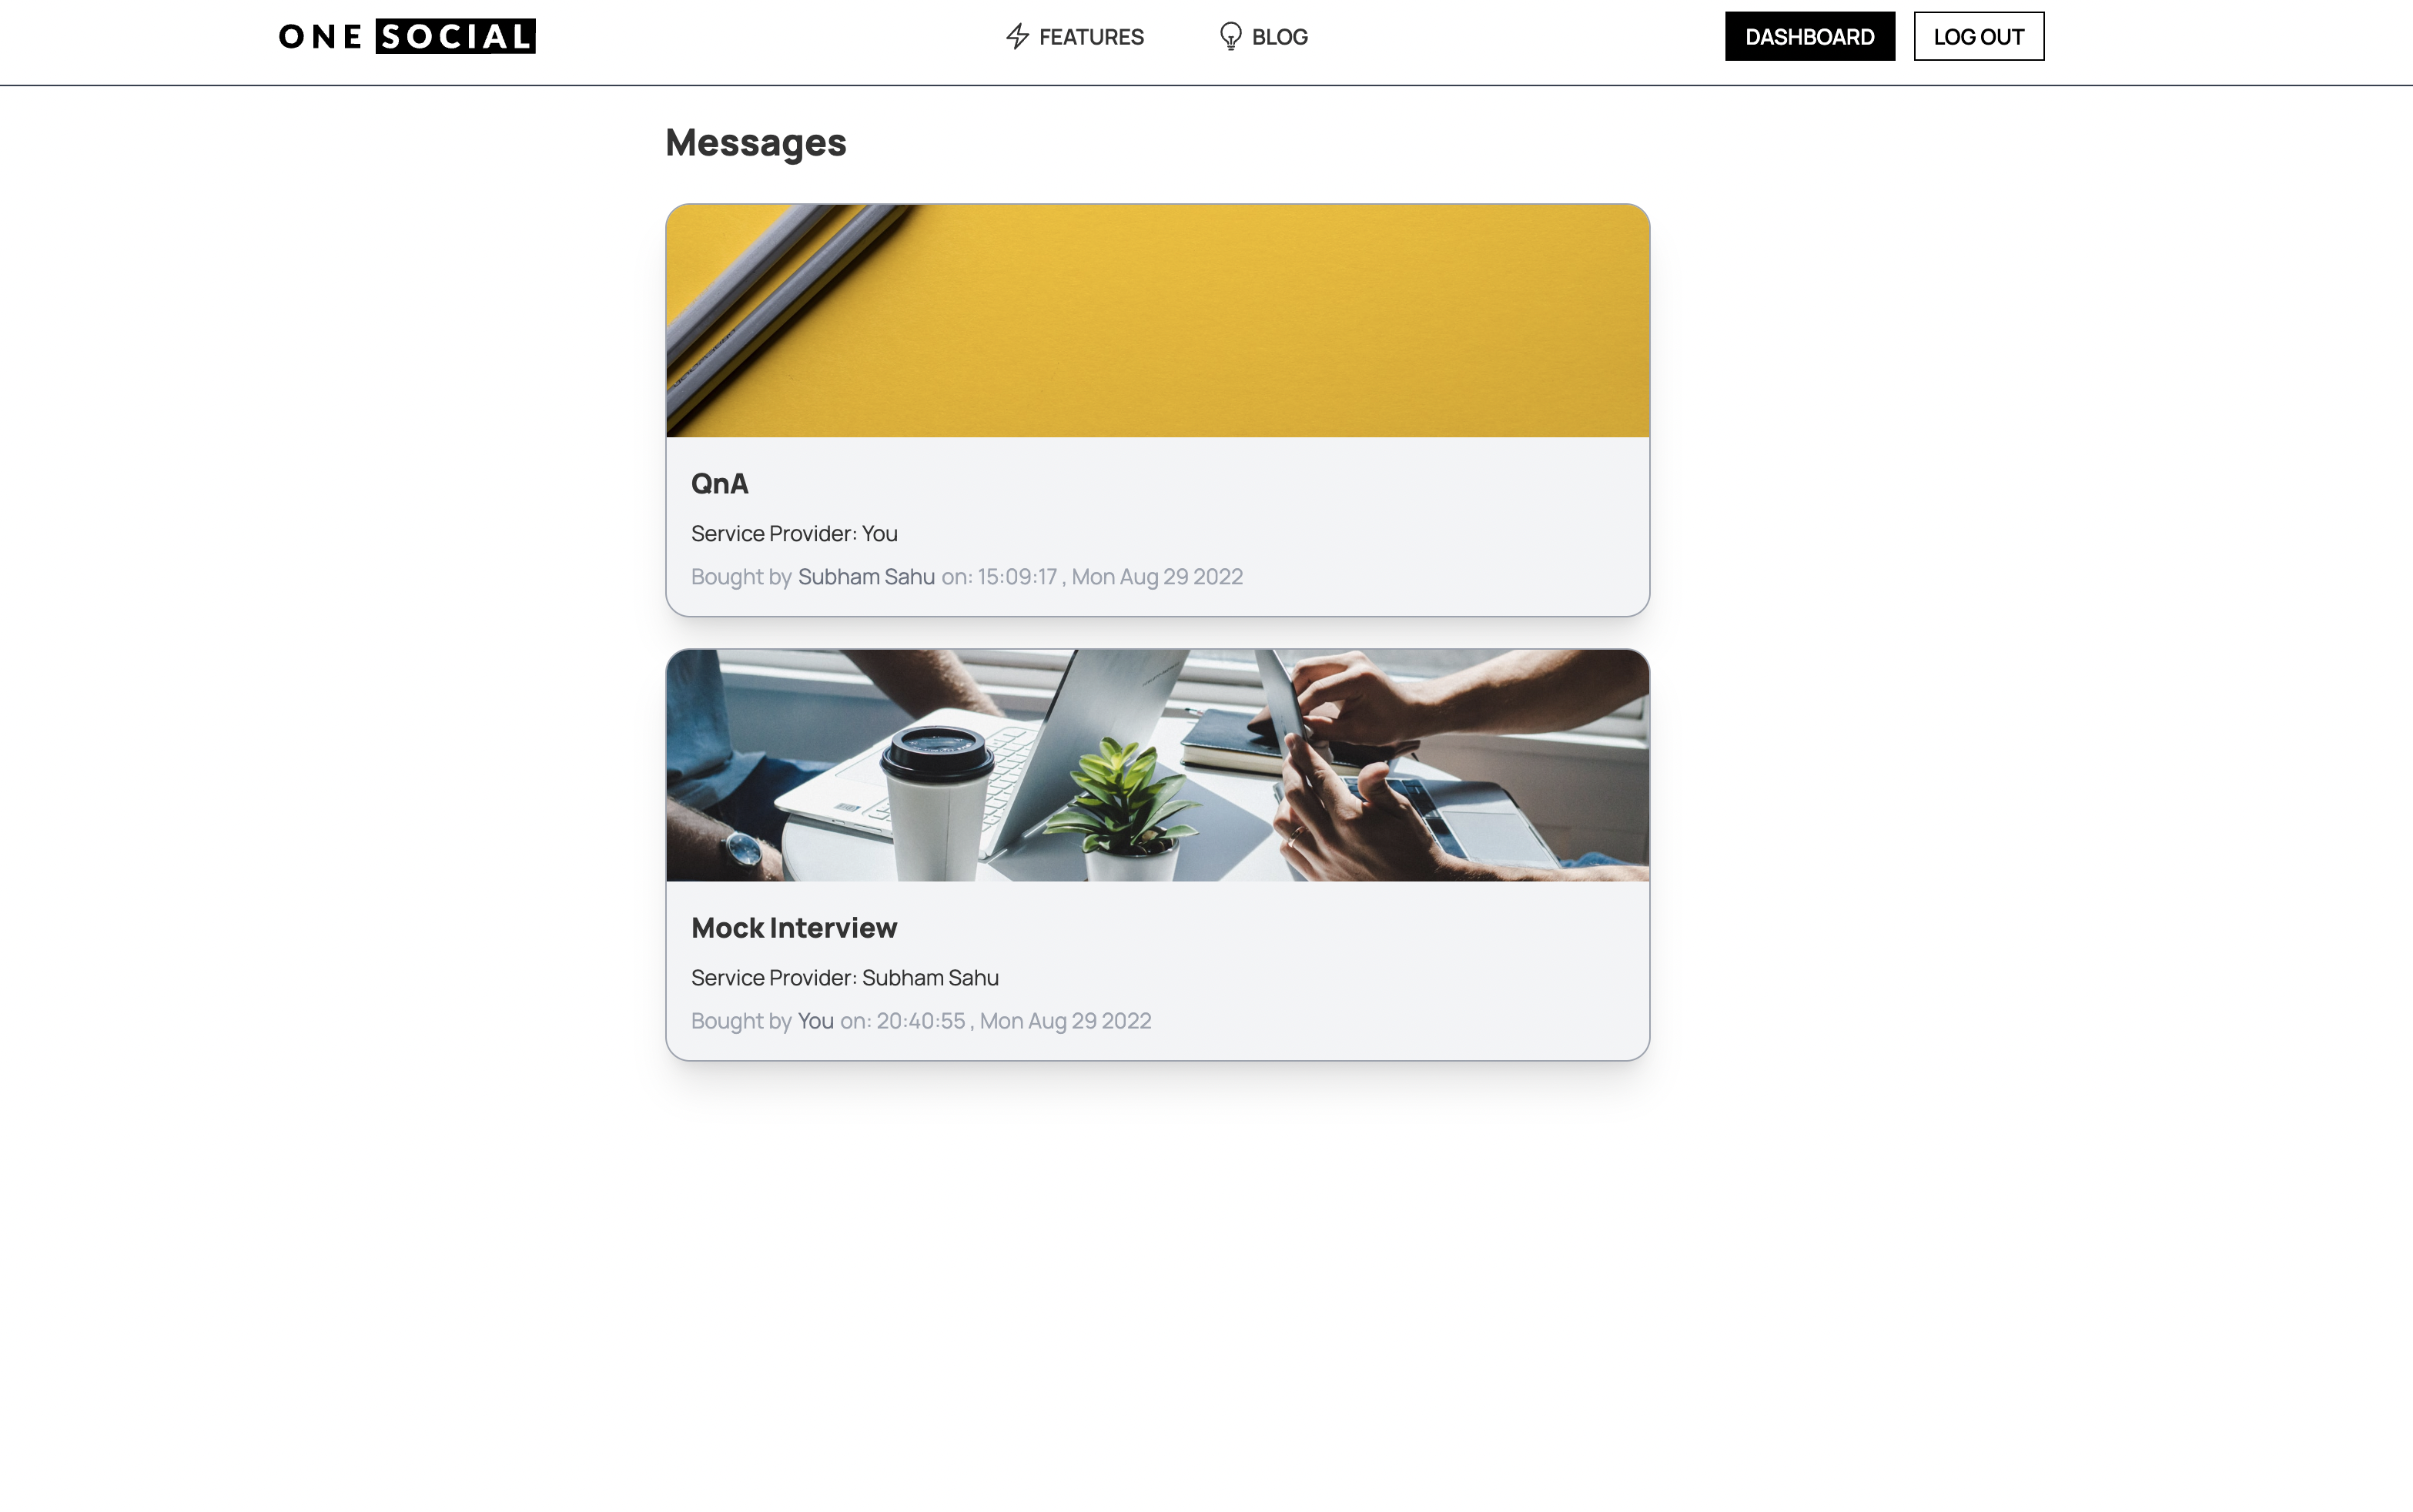 ONE SOCIAL
FEATURES
BLOG
DASHBOARD
LOG OUT
Messages
QnA
Service Provider: You
Bought by Subham Sahu on: 15:09:17 , Mon Aug 29 2022
Mock Interview
Service Provider: Subham Sahu
Bought by You on: 20:40:55 , Mon Aug 29 2022